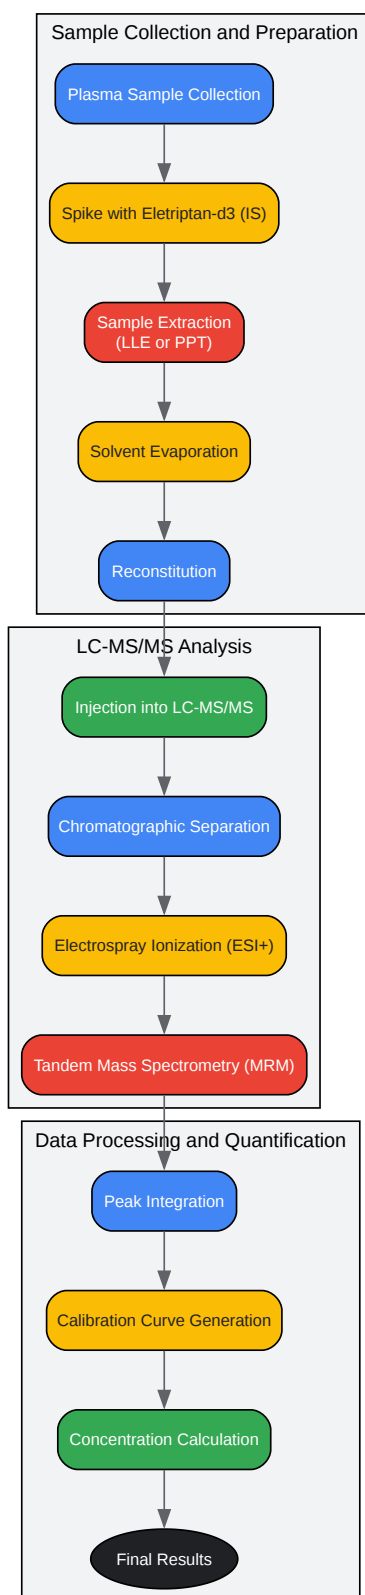 Sample Collection and Preparation
Plasma Sample Collection
Spike with Eletriptan-d3 (IS)
Sample Extraction
(LLE or PPT)
Solvent Evaporation
Reconstitution
LC-MS/MS Analysis
Injection into LC-MS/MS
Chromatographic Separation
Electrospray Ionization (ESI+)
Tandem Mass Spectrometry (MRM)
Data Processing and Quantification
Peak Integration
Calibration Curve Generation
Concentration Calculation
Final Results